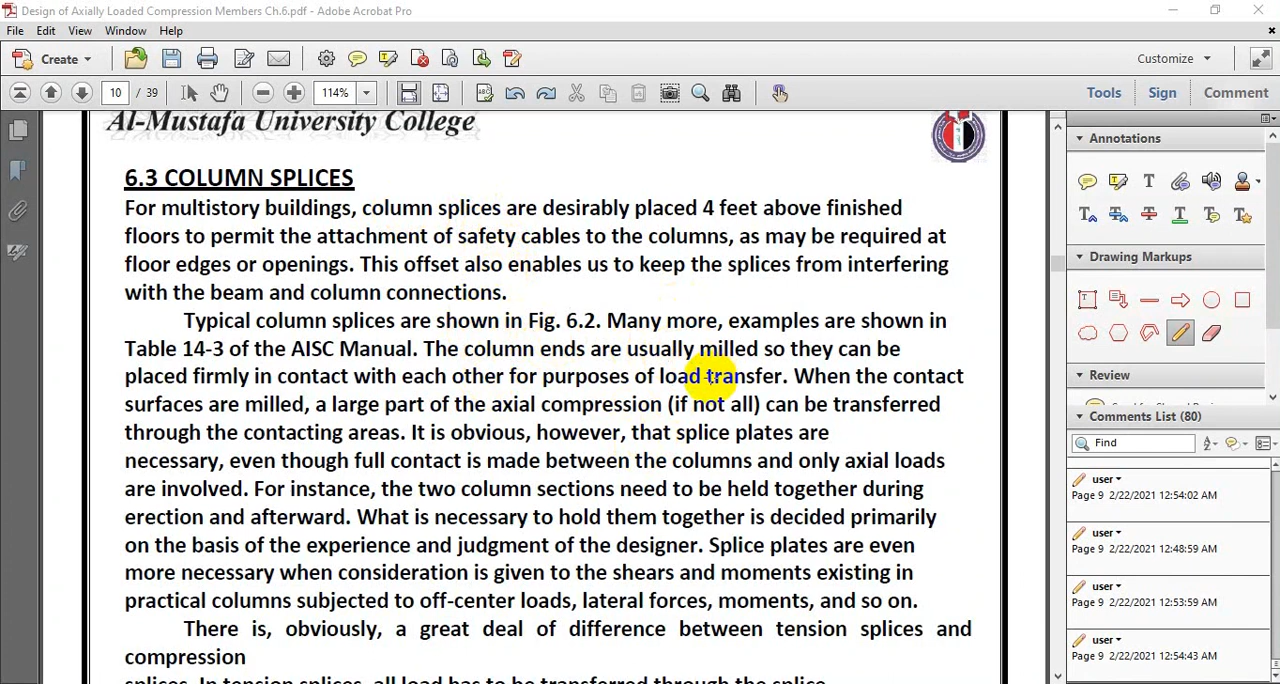 Design of Axially Loaded Compression Members Ch.6.pdf - Adobe Acrobat Pro
File Edit View Window Help
Create
Customize
10 / 39
114%
Tools Sign Comment
Al-Mustafa University College
6.3 COLUMN SPLICES
For multistory buildings, column splices are desirably placed 4 feet above finished
floors to permit the attachment of safety cables to the columns, as may be required at
floor edges or openings. This offset also enables us to keep the splices from interfering
with the beam and column connections.
Typical column splices are shown in Fig. 6.2. Many more, examples are shown in
Table 14-3 of the AISC Manual. The column ends are usually milled so they can be
placed firmly in contact with each other for purposes of load transfer. When the contact
surfaces are milled, a large part of the axial compression (if not all) can be transferred
through the contacting areas. It is obvious, however, that splice plates are
necessary, even though full contact is made between the columns and only axial loads
are involved. For instance, the two column sections need to be held together during
erection and afterward. What is necessary to hold them together is decided primarily
on the basis of the experience and judgment of the designer. Splice plates are even
more necessary when consideration is given to the shears and moments existing in
practical columns subjected to off-center loads, lateral forces, moments, and so on.
There is, obviously, a great deal of difference between tension splices and
compression
splices. In tension splices, all load has to be transferred through the splice
Annotations
Drawing Markups
Review
Comments List (80)
Find
user
Page 9 2/22/2021 12:54:02 AM
user
Page 9 2/22/2021 12:48:59 AM
user
Page 9 2/22/2021 12:53:59 AM
user
Page 9 2/22/2021 12:54:43 AM